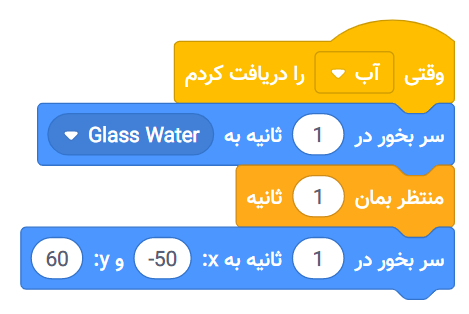 وقتی آب را دریافت کردم
سر بخور در 1 ثانیه به Glass Water
منتظر بمان 1 ثانیه
سر بخور در 1 ثانیه به x: -50 و y: 60